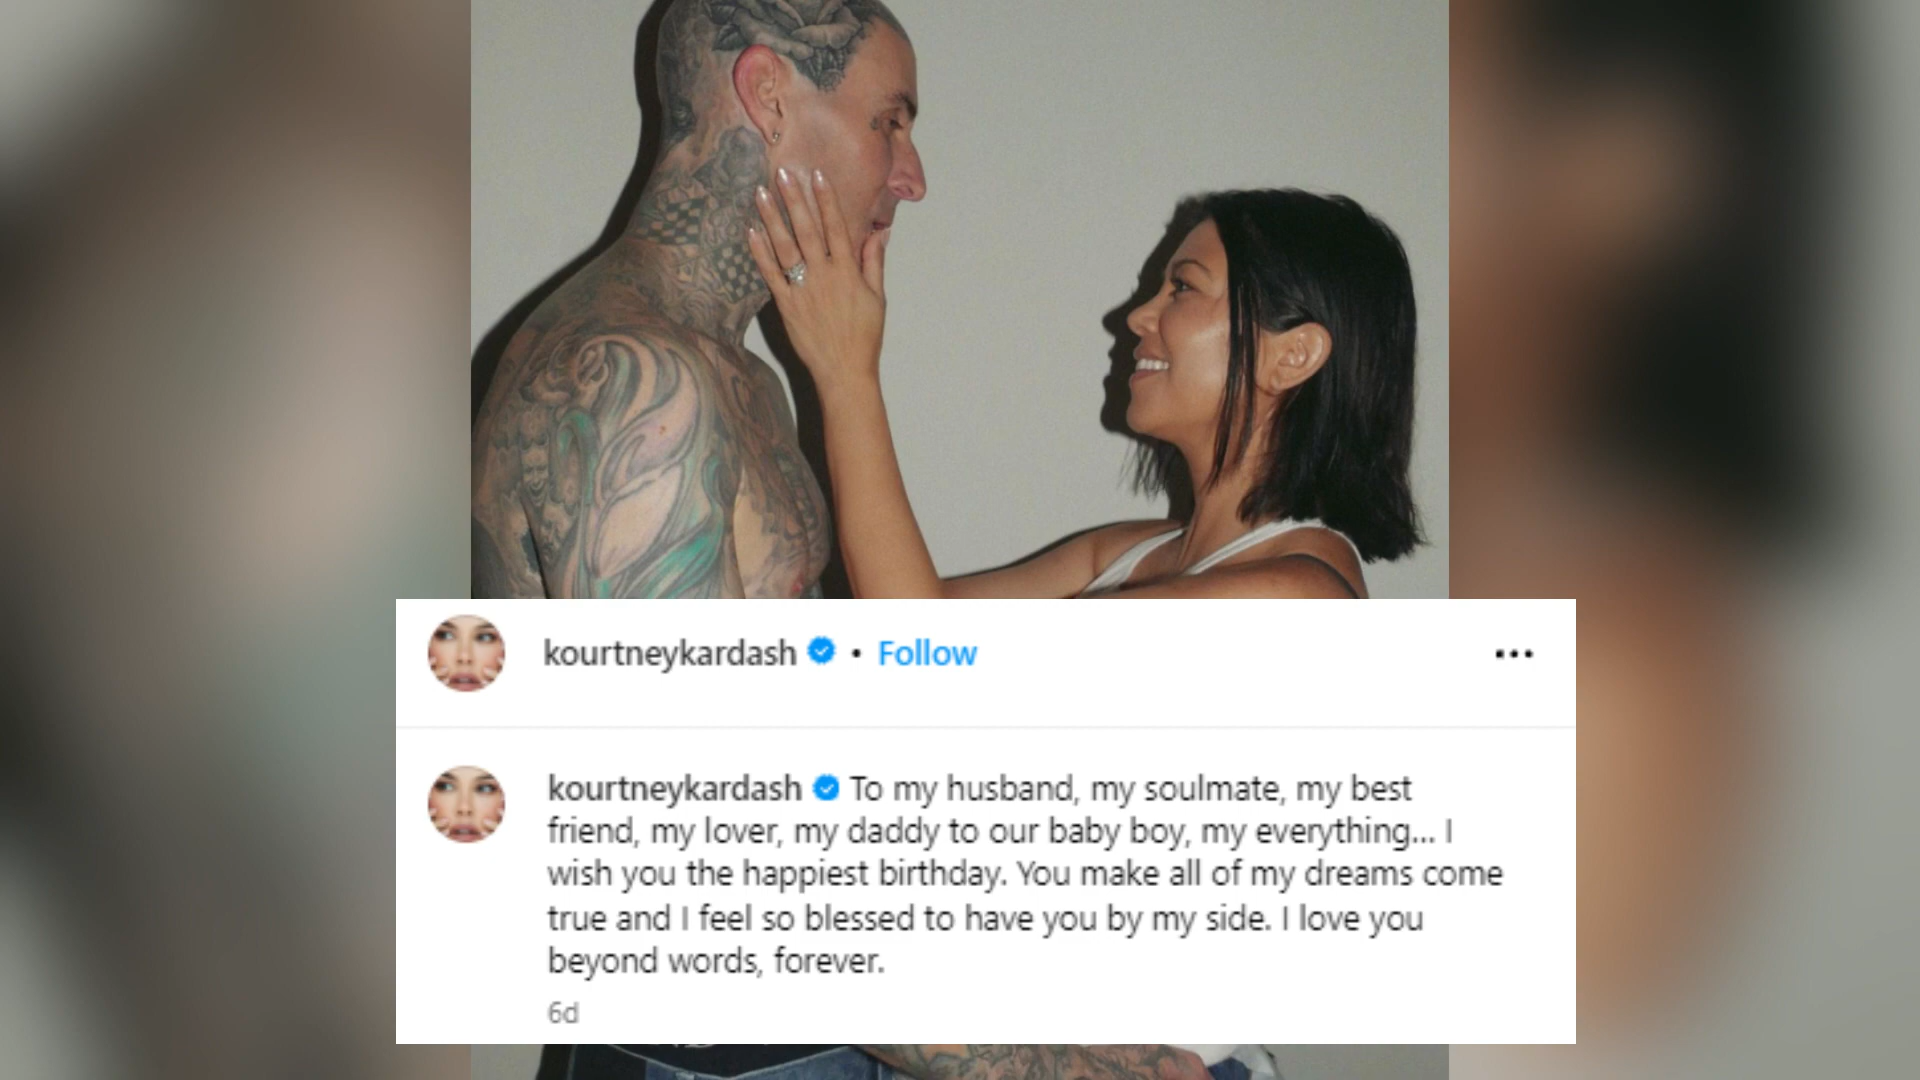 kourtneykardash • Follow
kourtneykardash To my husband, my soulmate, my best
friend, my lover, my daddy to our baby boy, my everything... I
wish you the happiest birthday. You make all of my dreams come
true and I feel so blessed to have you by my side. I love you
beyond words, forever.
6d